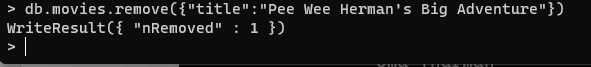 > db.movies.remove({"title":"Pee Wee Herman's Big Adventure"})
WriteResult({ "nRemoved" : 1 })
>